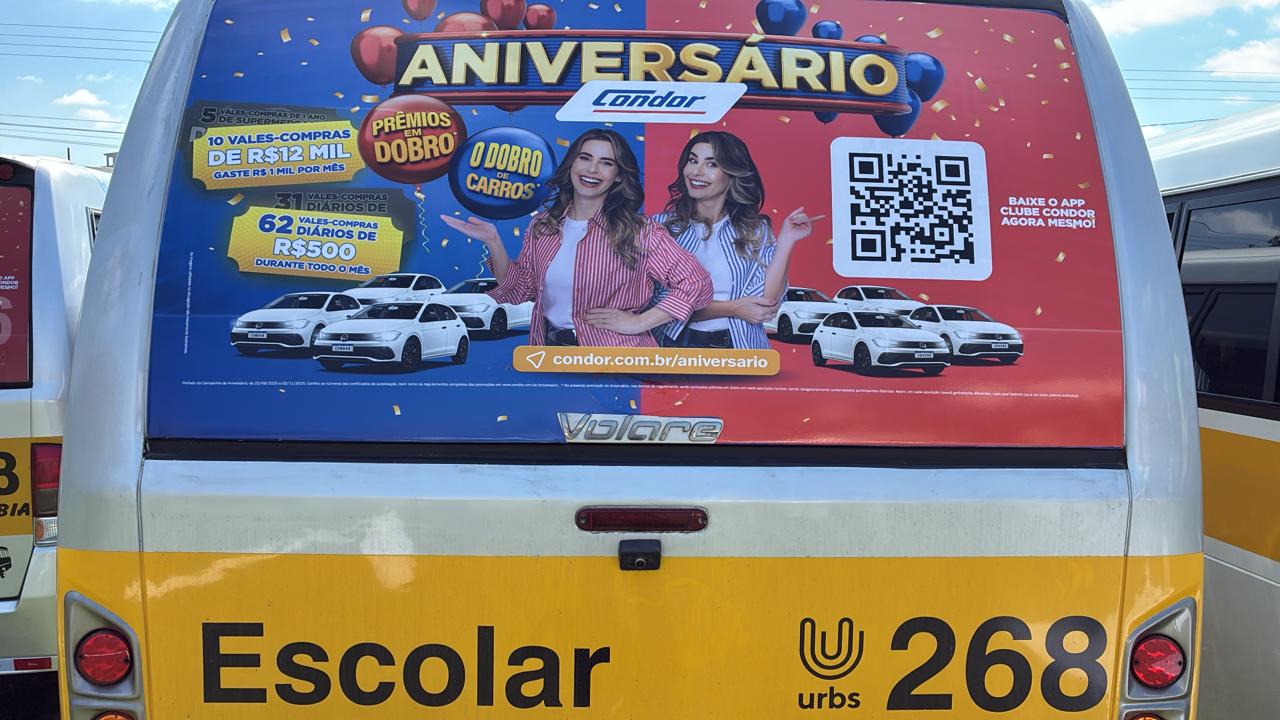 ANIVERSÁRIO
Condor
5 VALES-COMPRAS DE 1 ANO
DE SUPERMERCADO
10 VALES-COMPRAS
DE R$12 MIL
GASTE R$ 1 MIL POR MÊS
PRÊMIOS
EM
DOBRO*
O DOBRO
DE
CARROS*
31 VALES-COMPRAS
DIÁRIOS DE
62 VALES-COMPRAS
DIÁRIOS DE
R$500
DURANTE TODO O MÊS
BAIXE O APP
CLUBE CONDOR
AGORA MESMO!
condor.com.br/aniversario
Volare
Escolar
urbs
268
8
BIA